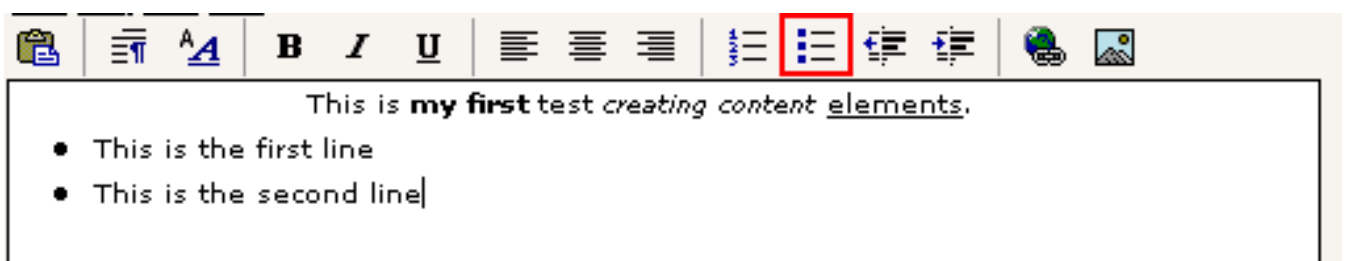 B I U
This is my first test creating content elements.
This is the first line
This is the second line